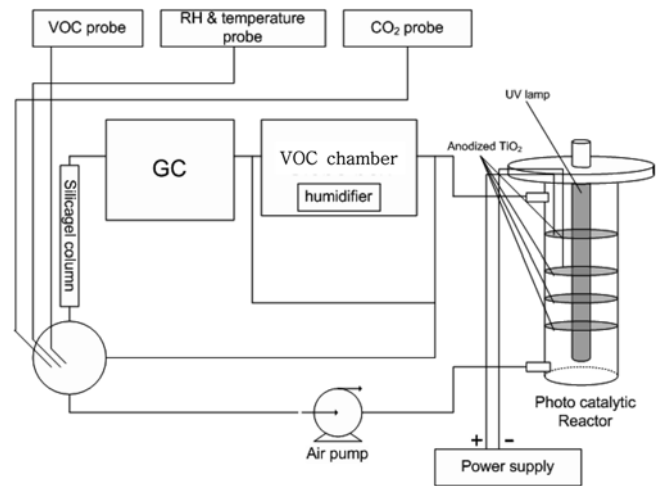 VOC probe
RH & temperature
probe
CO₂ probe
UV lamp
Anodized TiO₂
GC
VOC chamber
humidifier
Silicagel column
Air pump
Photo catalytic
Reactor
+ -
Power supply